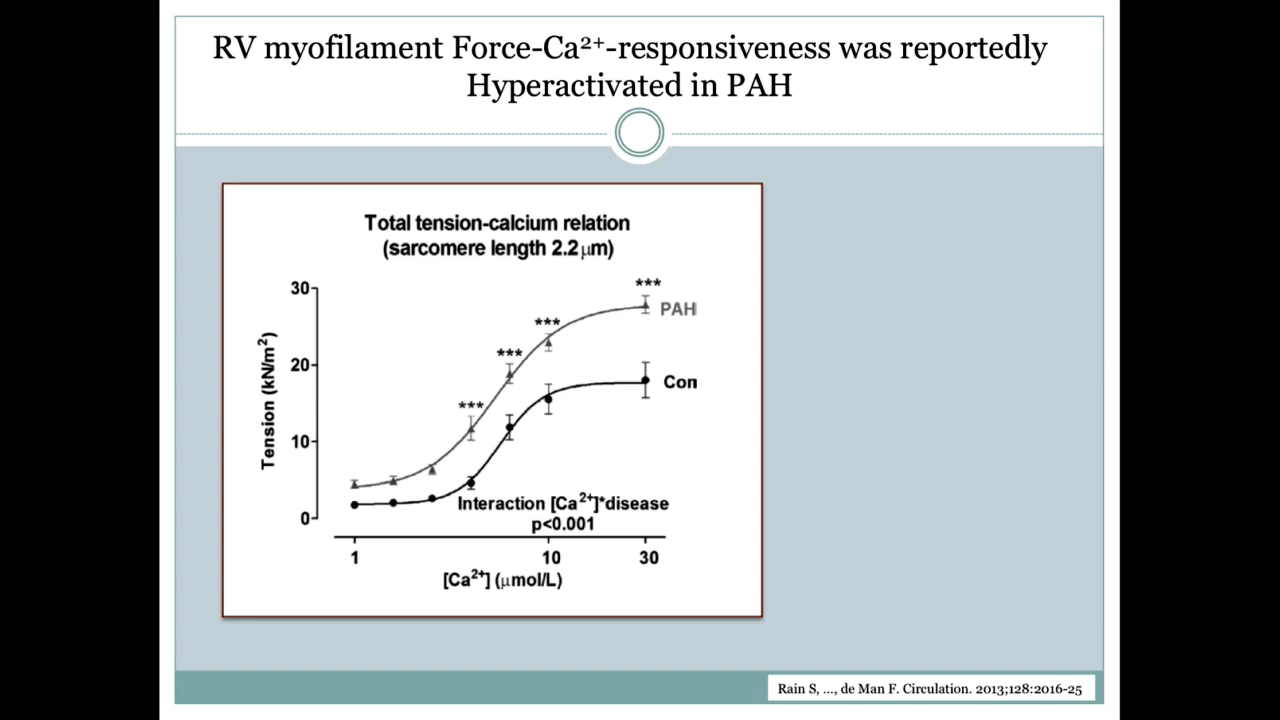 RV myofilament Force-Ca²⁺-responsiveness was reportedly
Hyperactivated in PAH
Total tension-calcium relation
(sarcomere length 2.2 μm)
30
***
PAH
***
***
20
Con
***
Tension (kN/m²)
10
Interaction [Ca²⁺]*disease
p<0.001
0
1
10
30
[Ca²⁺] (μmol/L)
Rain S, ..., de Man F. Circulation. 2013;128:2016-25